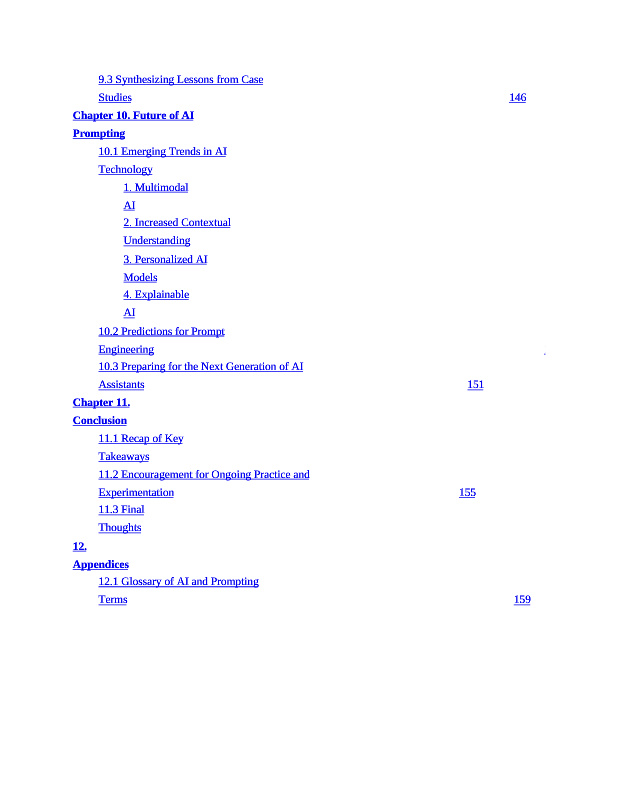 9.3 Synthesizing Lessons from Case
Studies 146
Chapter 10. Future of AI
Prompting
10.1 Emerging Trends in AI
Technology
1. Multimodal
AI
2. Increased Contextual
Understanding
3. Personalized AI
Models
4. Explainable
AI
10.2 Predictions for Prompt
Engineering
10.3 Preparing for the Next Generation of AI
Assistants 151
Chapter 11.
Conclusion
11.1 Recap of Key
Takeaways
11.2 Encouragement for Ongoing Practice and
Experimentation 155
11.3 Final
Thoughts
12.
Appendices
12.1 Glossary of AI and Prompting
Terms 159